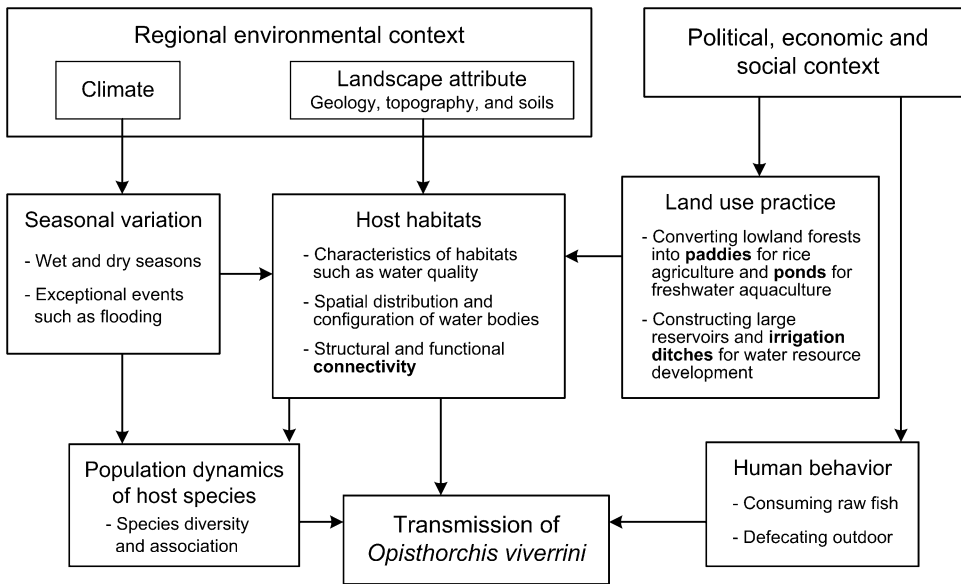 Regional environmental context
Climate
Landscape attribute
Geology, topography, and soils
Political, economic and
social context
Seasonal variation
- Wet and dry seasons
- Exceptional events
such as flooding
Host habitats
- Characteristics of habitats
such as water quality
- Spatial distribution and
configuration of water bodies
- Structural and functional
connectivity
Land use practice
- Converting lowland forests
into paddies for rice
agriculture and ponds for
freshwater aquaculture
- Constructing large
reservoirs and irrigation
ditches for water resource
development
Population dynamics
of host species
- Species diversity
and association
Transmission of
Opisthorchis viverrini
Human behavior
- Consuming raw fish
- Defecating outdoor